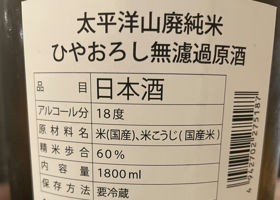 太平洋山廃純米
ひやおろし無濾過原酒
品目 日本酒
アルコール分 18度
原材料名 米(国産)、米こうじ(国産米)
精米歩合 60%
内容量 1800ml
保存方法 要冷蔵
4742702275187